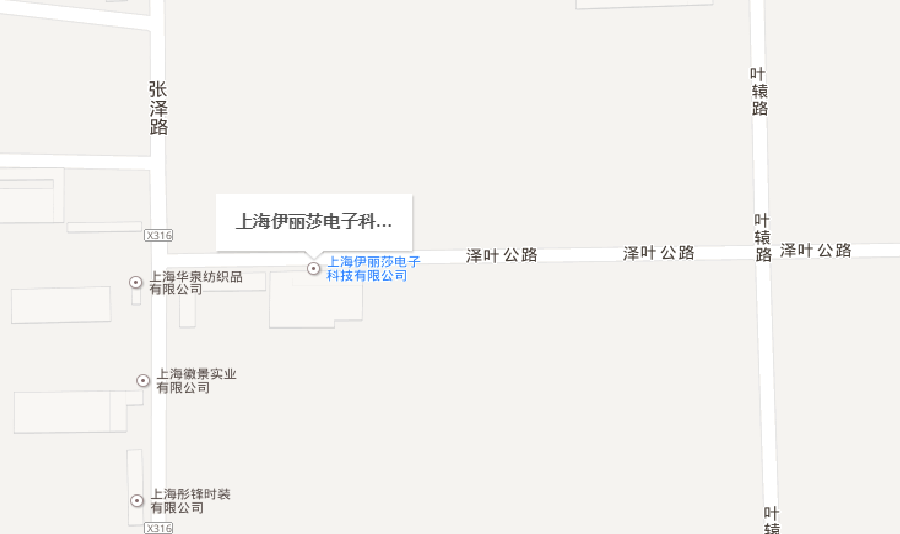 张泽路
叶辕路
上海伊丽莎电子科...
叶辕路
X316
泽叶公路
泽叶公路
泽叶公路
上海伊丽莎电子
科技有限公司
上海华泉纺织品
有限公司
上海徽景实业
有限公司
上海彤锋时装
有限公司
叶辕
X316